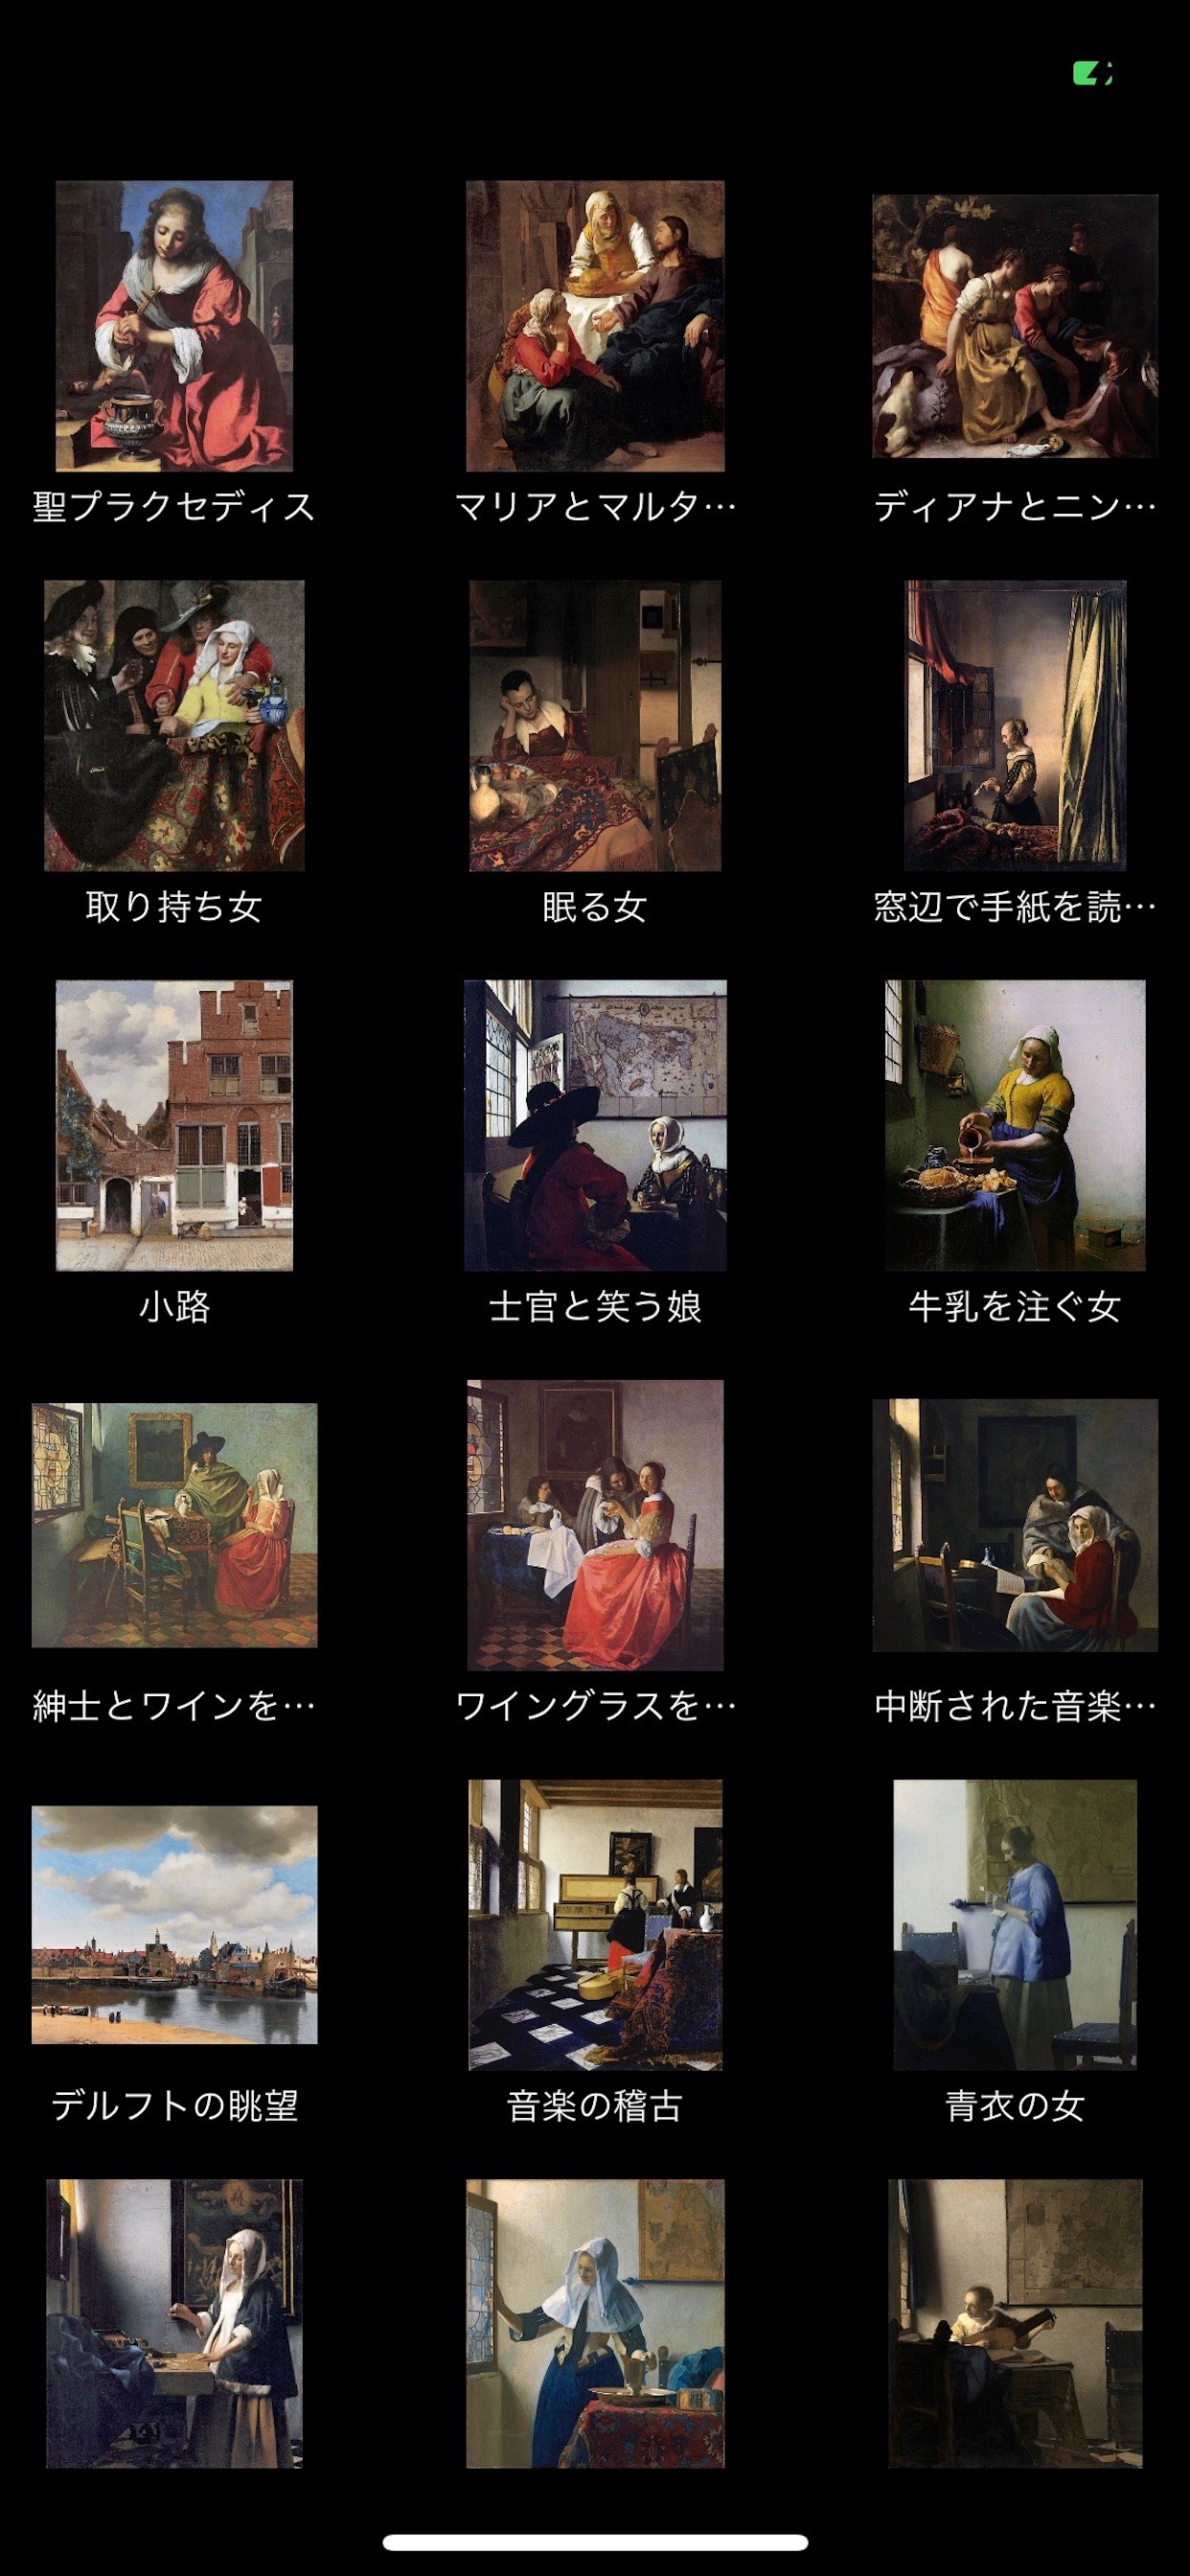 聖プラクセディス
マリアとマルタ…
ディアナとニン…
取り持ち女
眠る女
窓辺で手紙を読…
小路
士官と笑う娘
牛乳を注ぐ女
紳士とワインを…
ワイングラスを…
中断された音楽…
デルフトの眺望
音楽の稽古
青衣の女